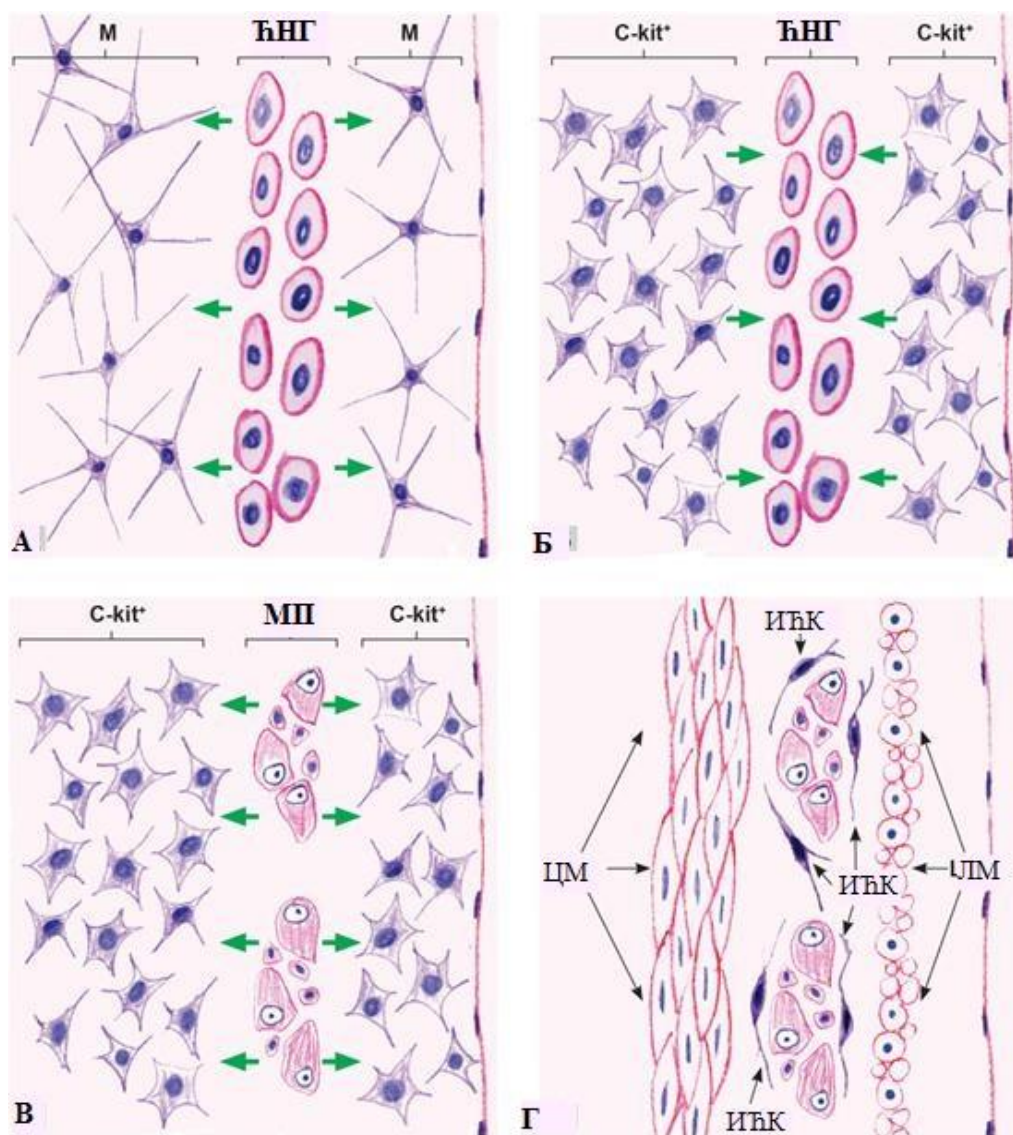 М ЋНГ М
А
C-kit⁺ ЋНГ C-kit⁺
Б
C-kit⁺ МП C-kit⁺
В
ИЋК
ЦМ ИЋК ЛМ
ИЋК
Г